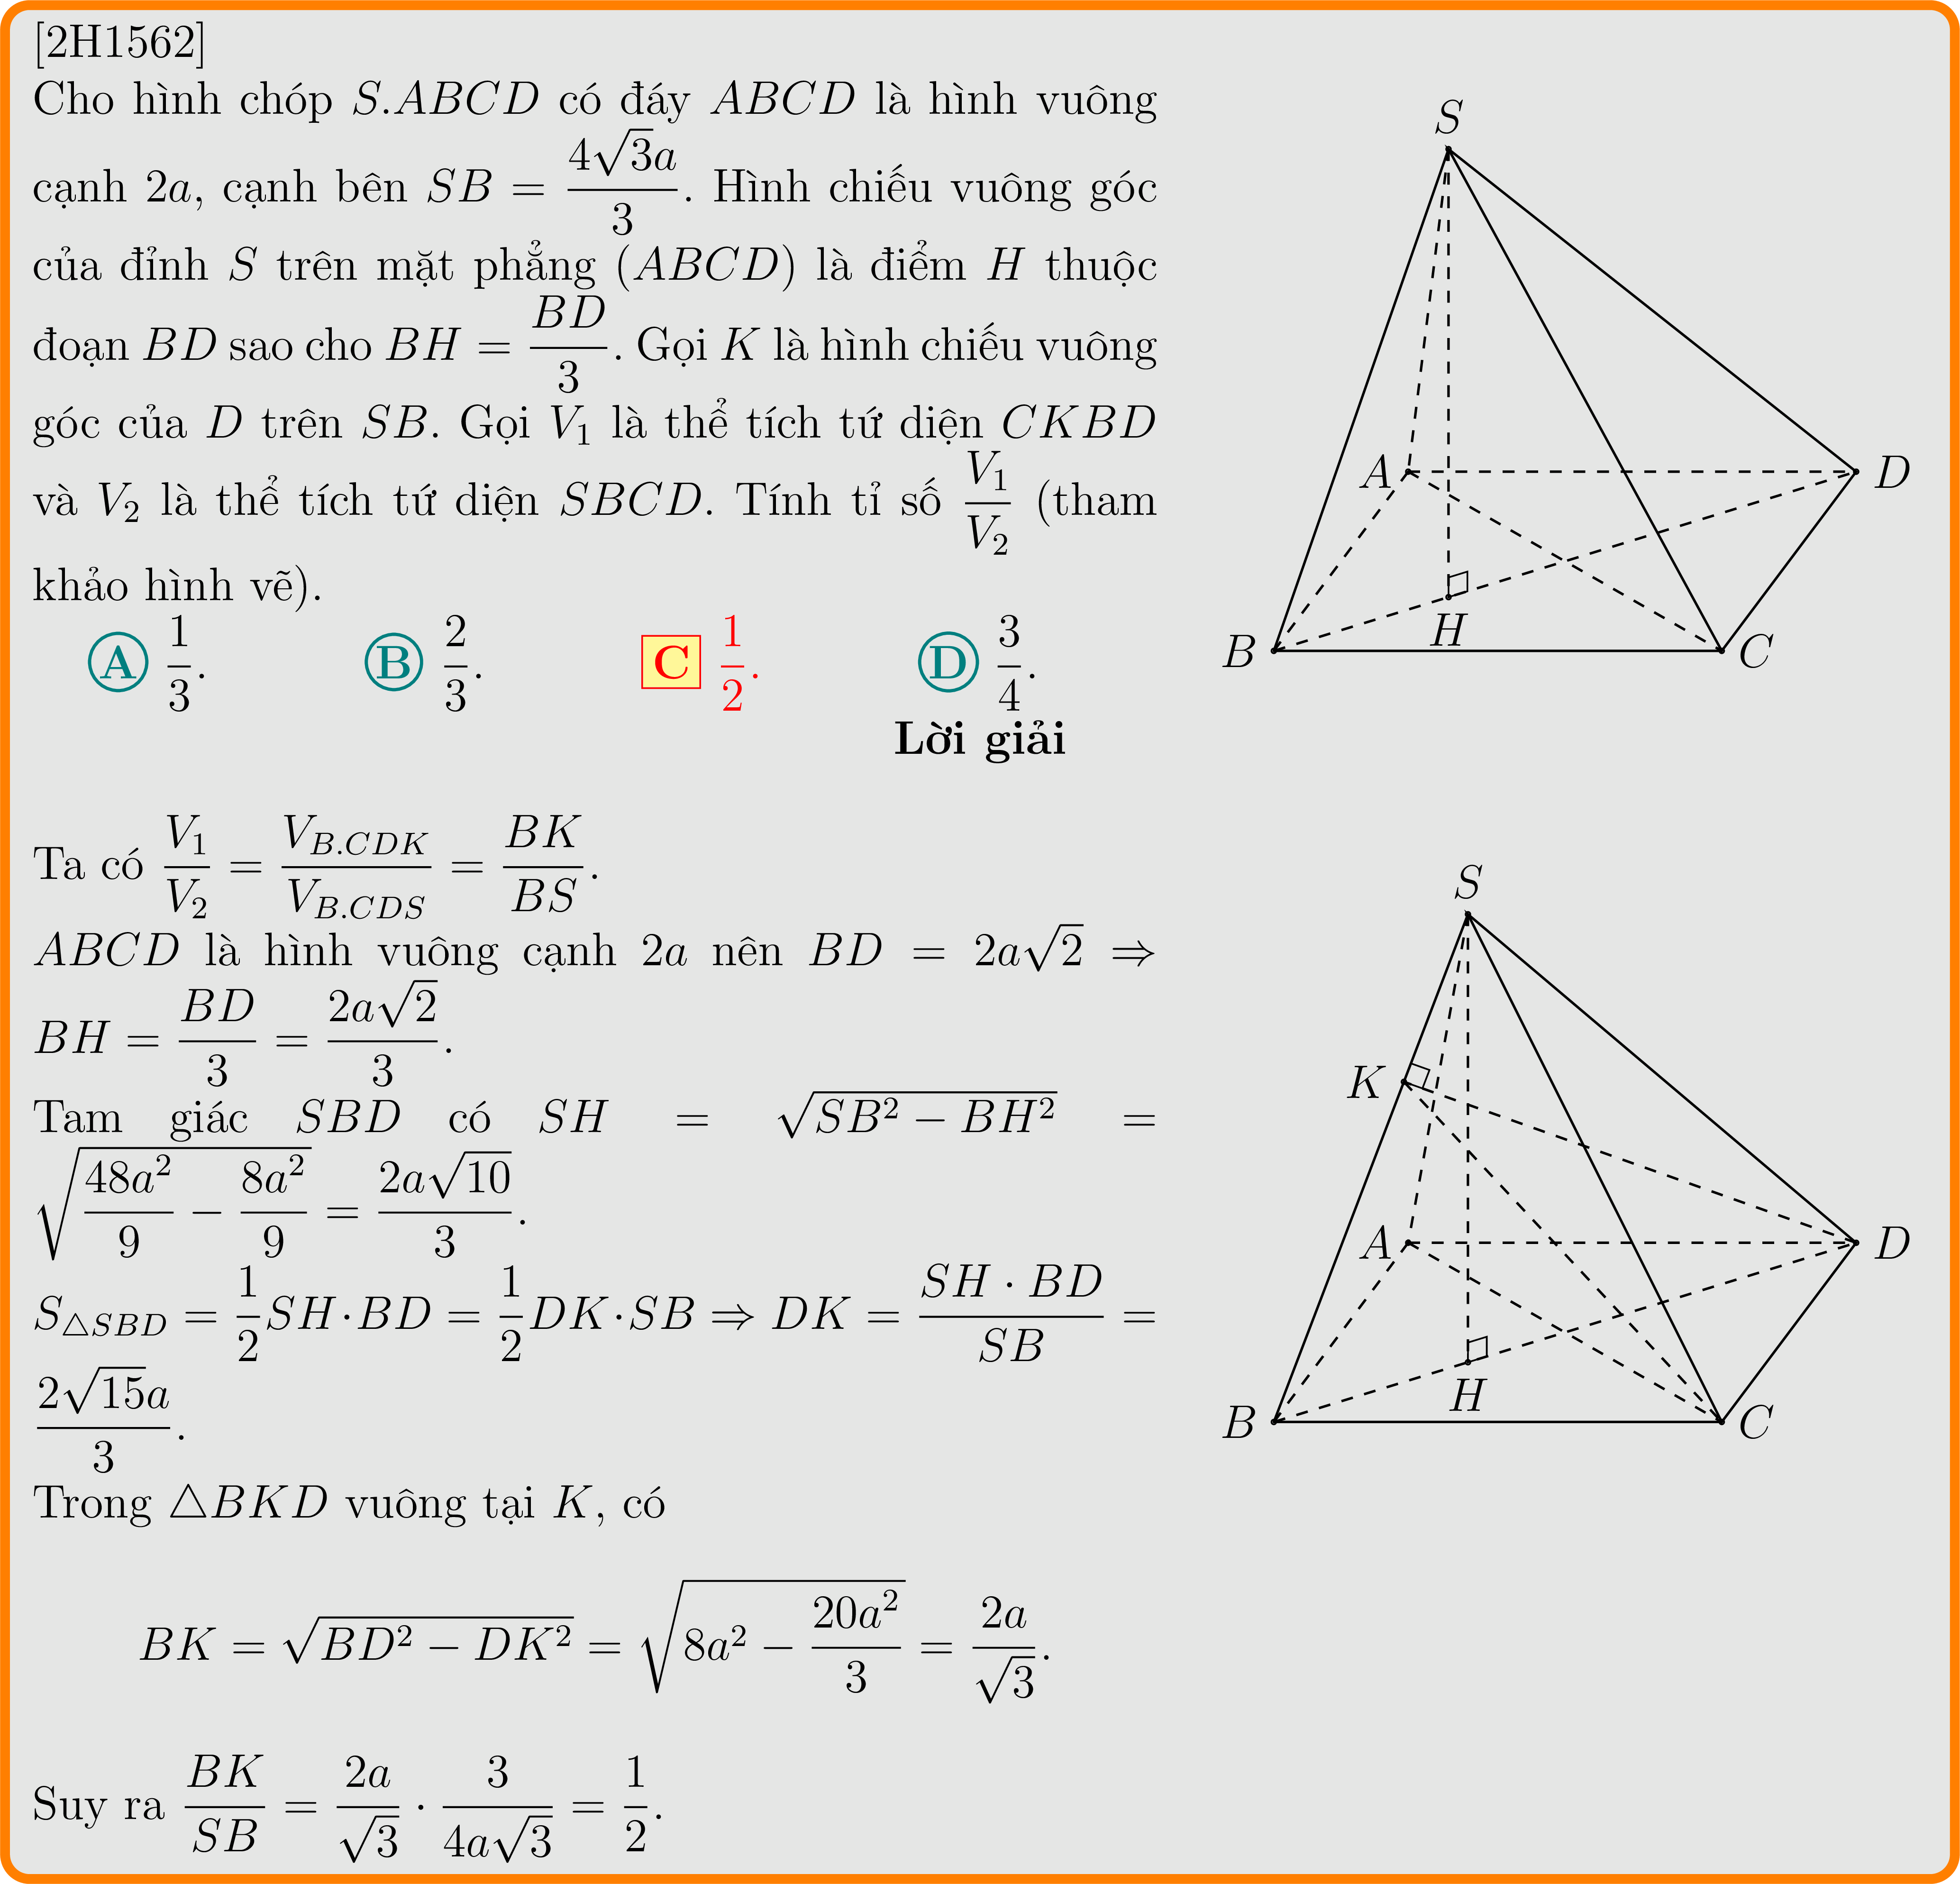 [2H1562]
Cho hình chóp S.ABCD có đáy ABCD là hình vuông
cạnh 2a, cạnh bên SB = \frac{4\sqrt{3}a}{3}. Hình chiếu vuông góc
của đỉnh S trên mặt phẳng (ABCD) là điểm H thuộc
đoạn BD sao cho BH = \frac{BD}{3}. Gọi K là hình chiếu vuông
góc của D trên SB. Gọi V_1 là thể tích tứ diện CKBD
và V_2 là thể tích tứ diện SBCD. Tính tỉ số \frac{V_1}{V_2} (tham
khảo hình vẽ).
A \frac{1}{3}. B \frac{2}{3}. C \frac{1}{2}. D \frac{3}{4}.
S
A
D
B
H
C
Lời giải
Ta có \frac{V_1}{V_2} = \frac{V_{B.CDK}}{V_{B.CDS}} = \frac{BK}{BS}.
ABCD là hình vuông cạnh 2a nên BD = 2a\sqrt{2} ⇒
BH = \frac{BD}{3} = \frac{2a\sqrt{2}}{3}.
Tam giác SBD có SH = \sqrt{SB^2 − BH^2} =
\sqrt{\frac{48a^2}{9} − \frac{8a^2}{9}} = \frac{2a\sqrt{10}}{3}.
S_{△SBD} = \frac{1}{2}SH·BD = \frac{1}{2}DK·SB ⇒ DK = \frac{SH · BD}{SB} =
\frac{2\sqrt{15}a}{3}.
Trong △BKD vuông tại K, có
BK = \sqrt{BD^2 − DK^2} = \sqrt{8a^2 − \frac{20a^2}{3}} = \frac{2a}{\sqrt{3}}.
Suy ra \frac{BK}{SB} = \frac{2a}{\sqrt{3}} · \frac{3}{4a\sqrt{3}} = \frac{1}{2}.
S
K
A
D
B
H
C